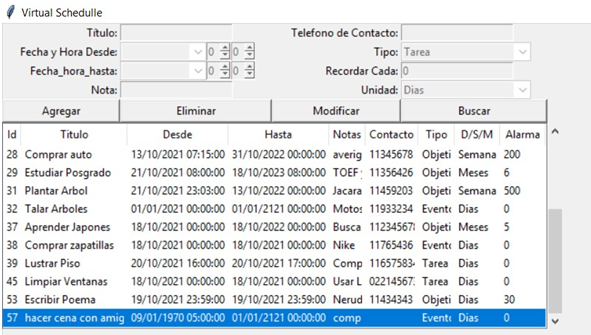 Virtual Schedulle
Título: Telefono de Contacto:
Fecha y Hora Desde: 0 0 Tipo: Tarea
Fecha_hora_hasta: 0 0 Recordar Cada: 0
Nota: Unidad: Dias
Agregar Eliminar Modificar Buscar
Id Titulo Desde Hasta Notas Contacto Tipo D/S/M Alarma
28 Comprar auto 13/10/2021 07:15:00 31/10/2022 00:00:00 averig 11345678 Objeti Semana 200
29 Estudiar Posgrado 21/10/2021 08:00:00 18/10/2023 08:00:00 TOEF 11356426 Objeti Meses 6
31 Plantar Arbol 21/10/2021 23:03:00 13/10/2022 00:00:00 Jacara 11459203 Objeti Semana 500
32 Talar Arboles 01/01/2021 00:00:00 01/01/2121 00:00:00 Motos 11933234 Evento Dias 0
37 Aprender Japones 18/10/2021 00:00:00 18/10/2022 00:00:00 Busca 112345678 Objeti Meses 5
38 Comprar zapatillas 18/10/2021 00:00:00 18/10/2021 00:00:00 Nike 11765436 Evento Dias 0
39 Lustrar Piso 20/10/2021 16:00:00 20/10/2021 17:00:00 Comp 116575834 Tarea Dias 0
45 Limpiar Ventanas 18/10/2021 00:00:00 18/10/2021 00:00:00 Usar L 022145673 Tarea Dias 0
53 Escribir Poema 19/10/2021 23:59:00 19/10/2021 23:59:00 Nerud 11434343 Objeti Dias 30
57 hacer cena con amig 09/01/1970 05:00:00 01/01/2121 00:00:00 comp Evento Dias 0